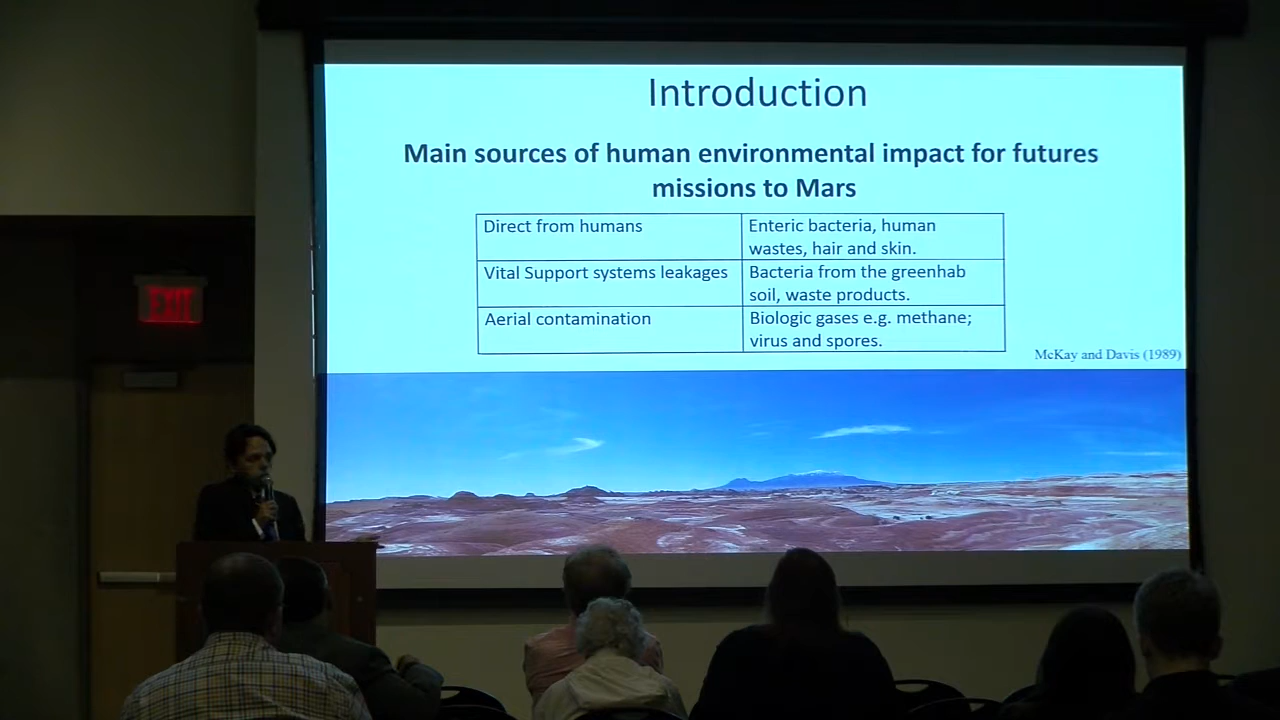 Introduction
Main sources of human environmental impact for futures
missions to Mars
Direct from humans
Enteric bacteria, human
wastes, hair and skin.
Vital Support systems leakages
Bacteria from the greenhab
soil, waste products.
Aerial contamination
Biologic gases e.g. methane;
virus and spores.
McKay and Davis (1989)
EXIT